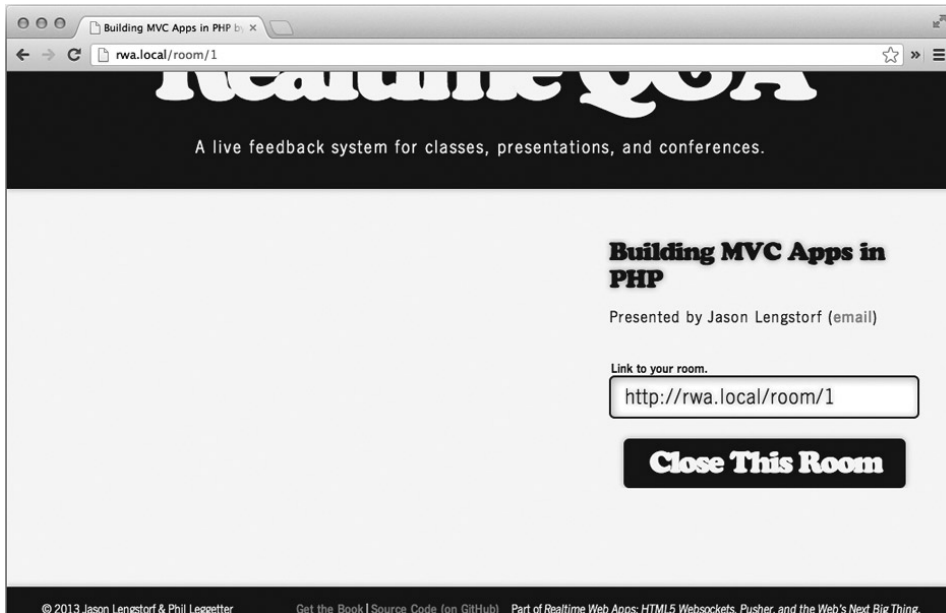 Building MVC Apps in PHP by
rwa.local/room/1
Realtime Q&A
A live feedback system for classes, presentations, and conferences.
Building MVC Apps in
PHP
Presented by Jason Lengstorf (email)
Link to your room.
http://rwa.local/room/1
Close This Room
© 2013 Jason Lengstorf & Phil Leggetter
Get the Book | Source Code (on GitHub)
Part of Realtime Web Apps: HTML5 Websockets, Pusher, and the Web's Next Big Thing.